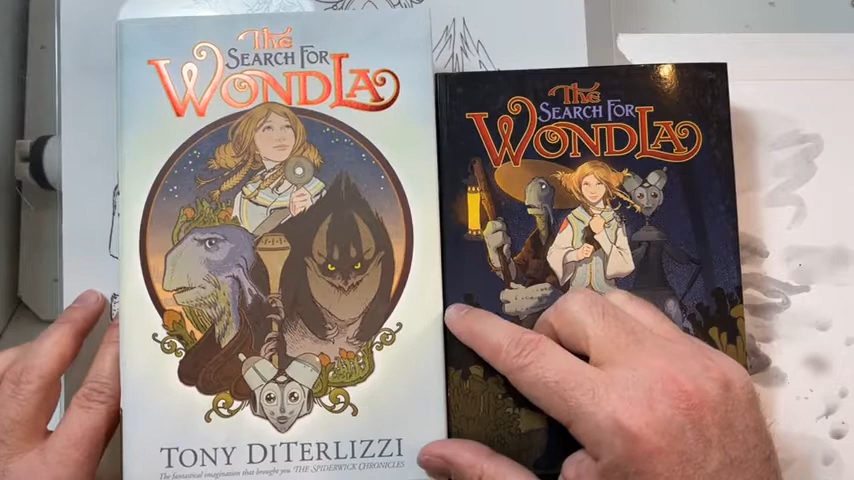 The
SEARCH FOR
WONDLA
TONY DITERLIZZI
The fantastical imagination that brought you THE SPIDERWICK CHRONICLES
The
SEARCH FOR
WONDLA